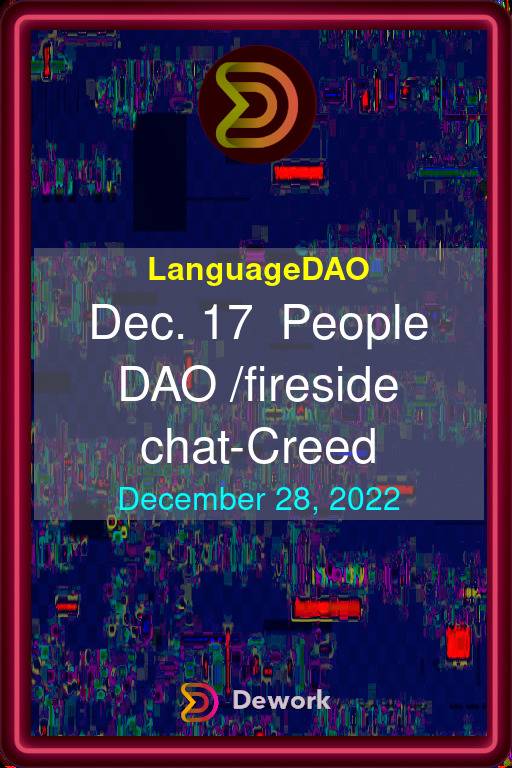 LanguageDAO
Dec. 17  People
DAO /fireside
chat-Creed
December 28, 2022
Dework